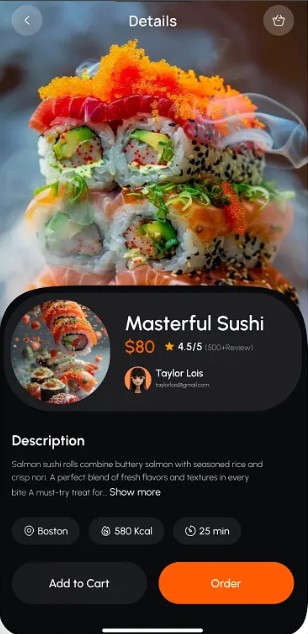 Details
Masterful Sushi
$80 ★ 4.5/5 (500+Review)
Taylor Lois
taylorlois@gmail.com
Description
Salmon sushi rolls combine buttery salmon with seasoned rice and
crisp nori. A perfect blend of fresh flavors and textures in every
bite A must-try treat for... Show more
Boston 580 Kcal 25 min
Add to Cart Order